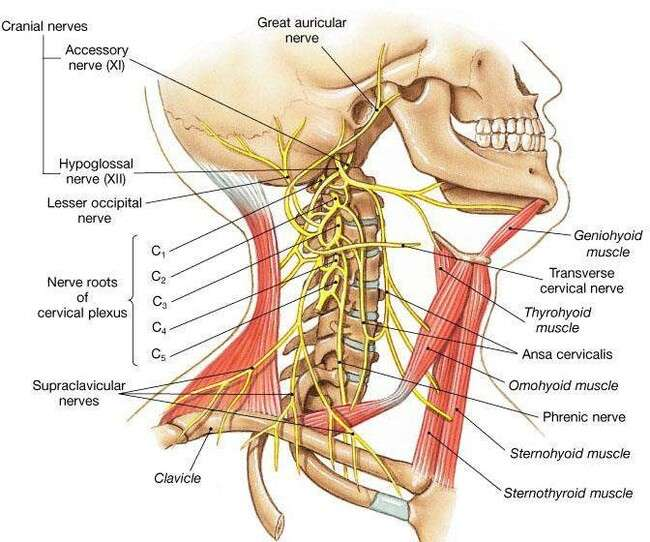 Cranial nerves
Accessory
nerve (XI)
Hypoglossal
nerve (XII)
Lesser occipital
nerve
Nerve roots
of
cervical plexus
C1
C2
C3
C4
C5
Supraclavicular
nerves
Clavicle
Great auricular
nerve
Geniohyoid
muscle
Transverse
cervical nerve
Thyrohyoid
muscle
Ansa cervicalis
Omohyoid muscle
Phrenic nerve
Sternohyoid muscle
Sternothyroid muscle